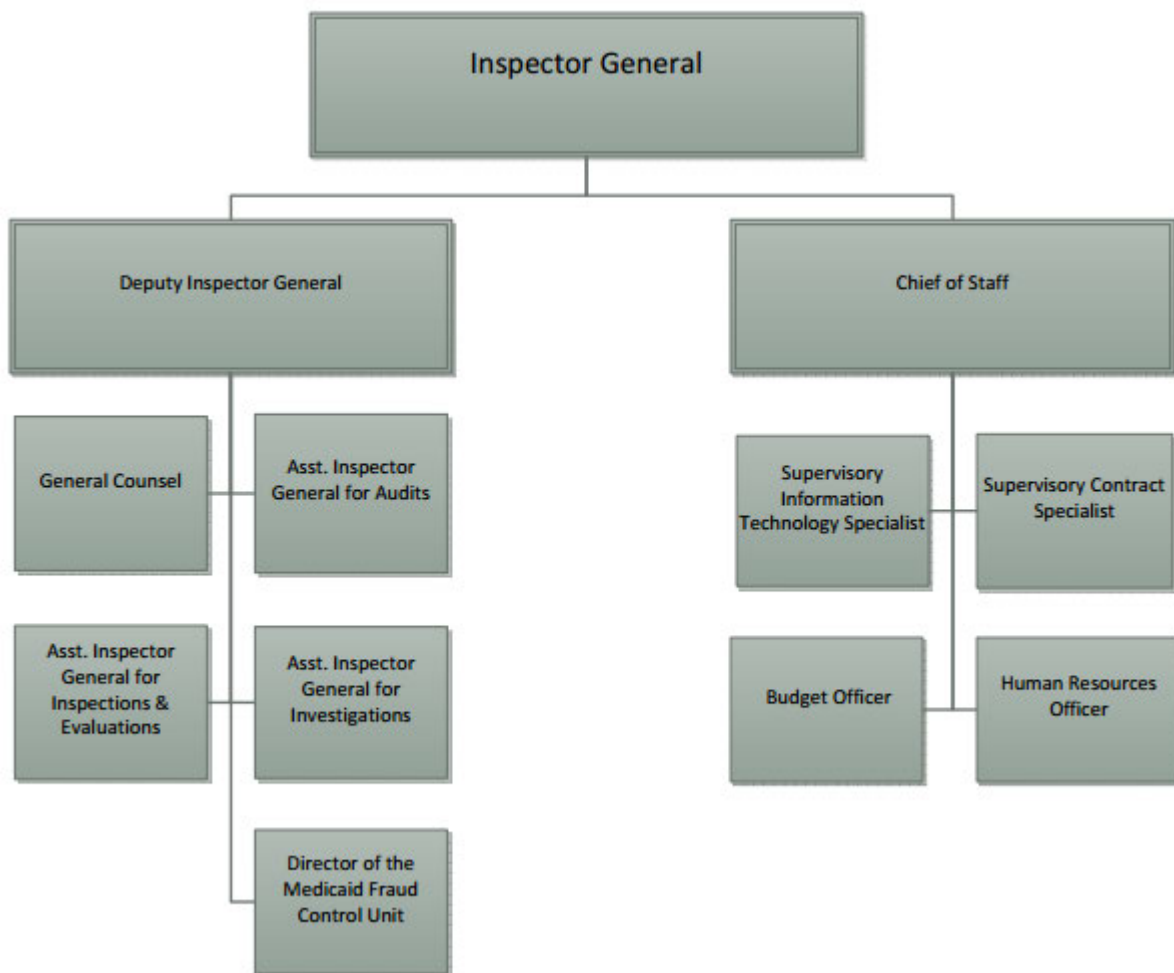 Inspector General
Deputy Inspector General
Chief of Staff
General Counsel
Asst. Inspector
General for Audits
Supervisory
Information
Technology Specialist
Supervisory Contract
Specialist
Asst. Inspector
General for
Inspections &
Evaluations
Asst. Inspector
General for
Investigations
Budget Officer
Human Resources
Officer
Director of the
Medicaid Fraud
Control Unit